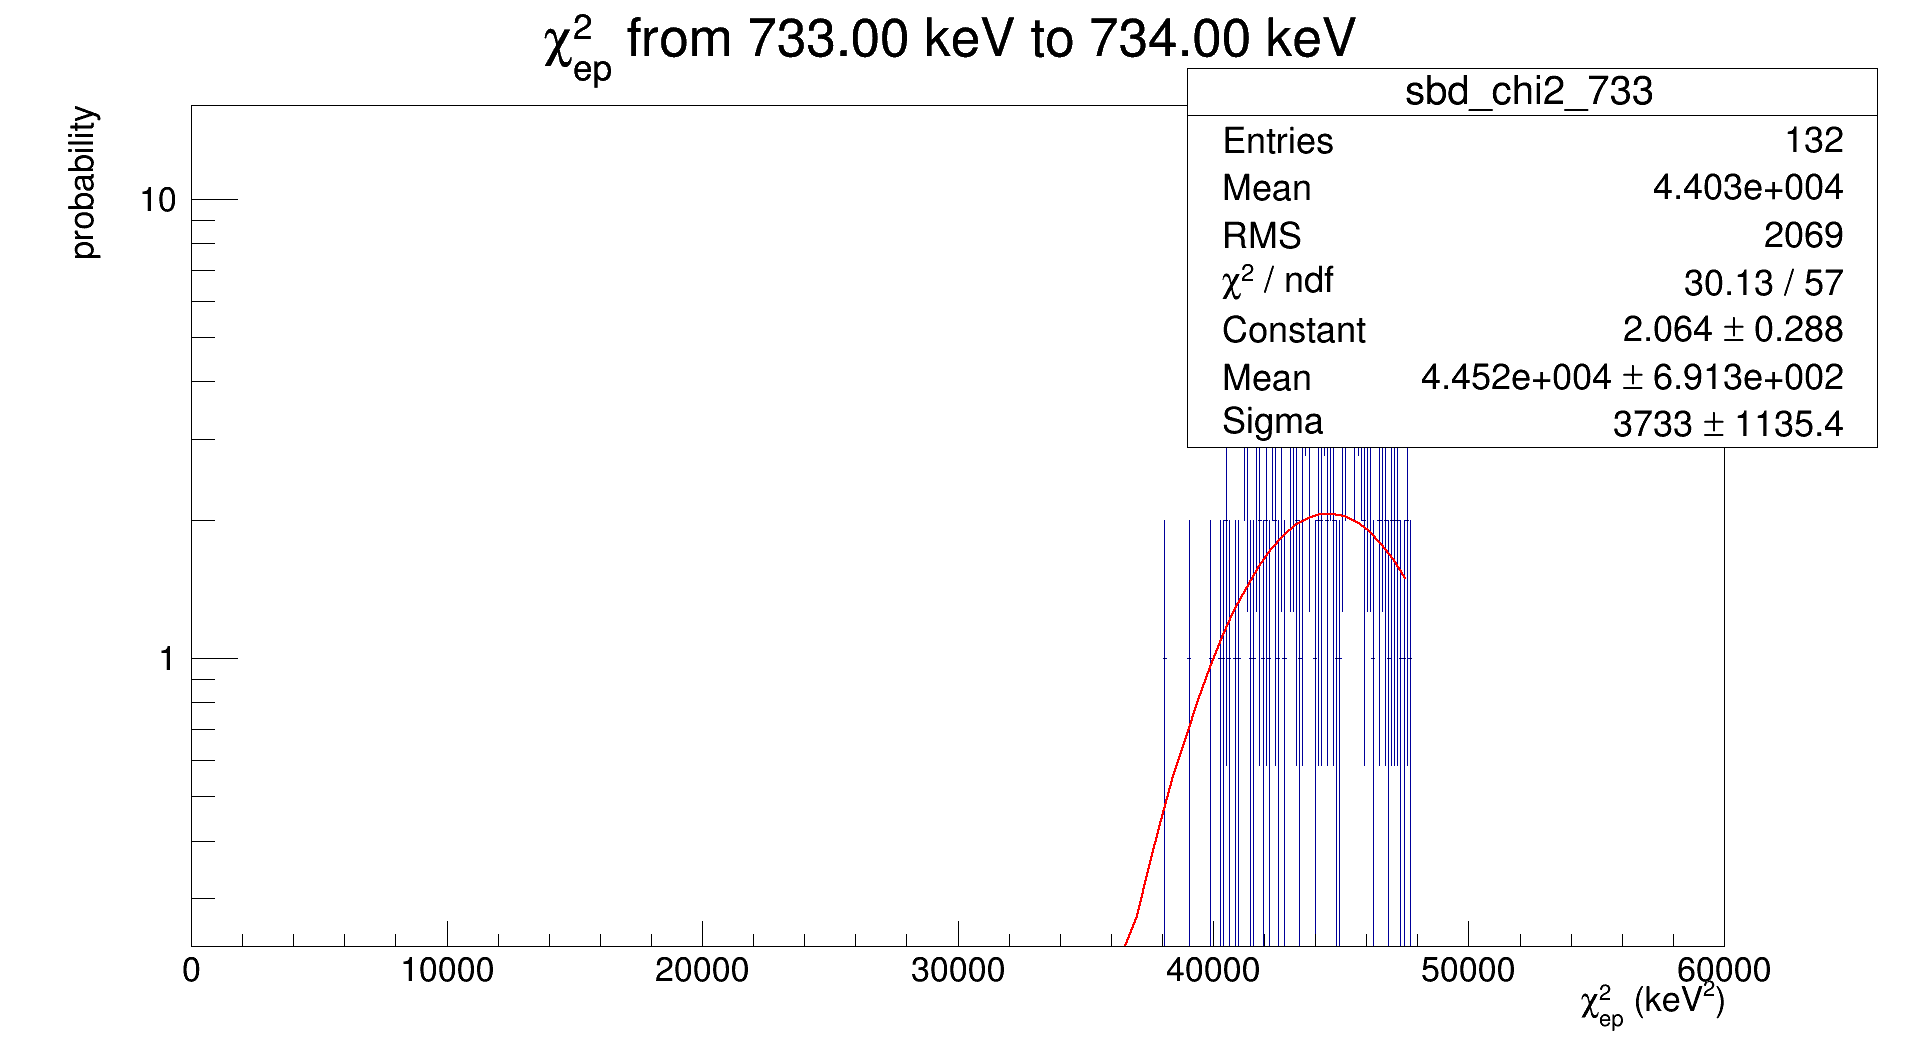 χ²ep from 733.00 keV to 734.00 keV
sbd_chi2_733
Entries 132
Mean 4.403e+004
RMS 2069
χ² / ndf 30.13 / 57
Constant 2.064 ± 0.288
Mean 4.452e+004 ± 6.913e+002
Sigma 3733 ± 1135.4
probability
10
1
0 10000 20000 30000 40000 50000 60000
χ²ep (keV²)